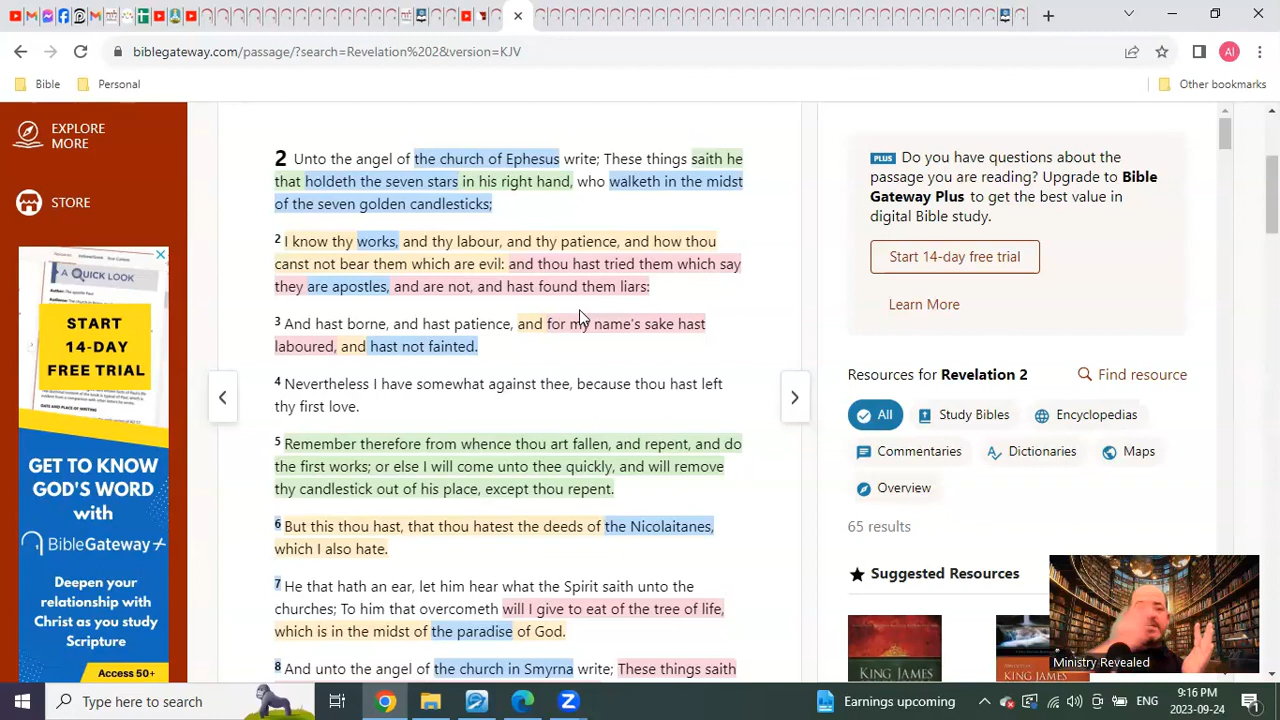 biblegateway.com/passage/?search=Revelation%202&version=KJV
AI
Bible
Personal
Other bookmarks
EXPLORE
MORE
STORE
A QUICK LOOK
START
14-DAY
FREE TRIAL
GET TO KNOW
GOD'S WORD
with
BibleGateway+
Deepen your
relationship with
Christ as you study
Scripture
Access 50+
2 Unto the angel of the church of Ephesus write; These things saith he
that holdeth the seven stars in his right hand, who walketh in the midst
of the seven golden candlesticks;
2 I know thy works, and thy labour, and thy patience, and how thou
canst not bear them which are evil: and thou hast tried them which say
they are apostles, and are not, and hast found them liars:
3 And hast borne, and hast patience, and for my name's sake hast
laboured, and hast not fainted.
4 Nevertheless I have somewhat against thee, because thou hast left
thy first love.
5 Remember therefore from whence thou art fallen, and repent, and do
the first works; or else I will come unto thee quickly, and will remove
thy candlestick out of his place, except thou repent.
6 But this thou hast, that thou hatest the deeds of the Nicolaitanes,
which I also hate.
7 He that hath an ear, let him hear what the Spirit saith unto the
churches; To him that overcometh will I give to eat of the tree of life,
which is in the midst of the paradise of God.
8 And unto the angel of the church in Smyrna write; These things saith
PLUS Do you have questions about the
passage you are reading? Upgrade to Bible
Gateway Plus to get the best value in
digital Bible study.
Start 14-day free trial
Learn More
Resources for Revelation 2
Find resource
All
Study Bibles
Encyclopedias
Commentaries
Dictionaries
Maps
Overview
65 results
Suggested Resources
KING JAMES
KING JAMES
Ministry Revealed
Type here to search
Earnings upcoming
ENG
9:16 PM
2023-09-24
1